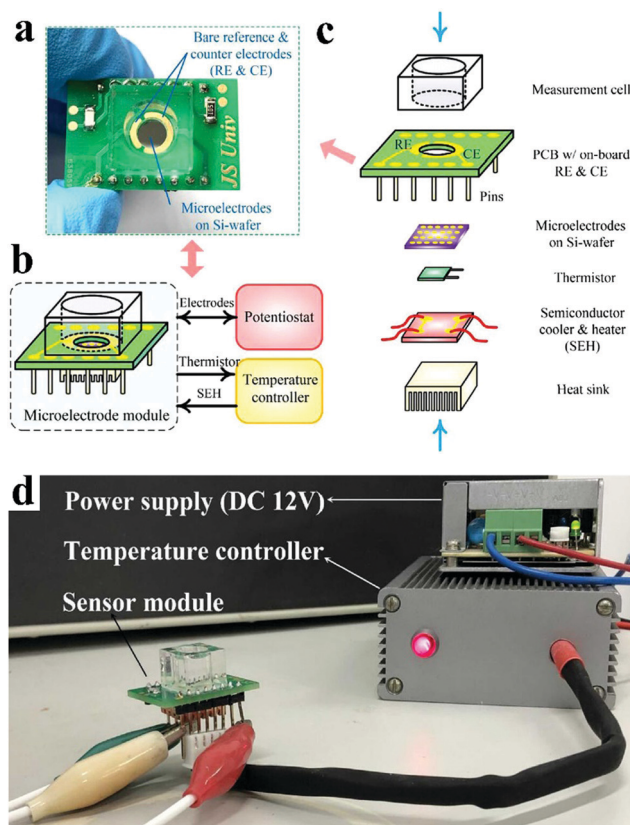 a
Bare reference &
counter electrodes
(RE & CE)
JS Univ
Microelectrodes
on Si-wafer
b
Electrodes
Potentiostat
Thermistor
SEH
Temperature
controller
Microelectrode module
c
Measurement cell
RE
CE
PCB w/ on-board
RE & CE
Pins
Microelectrodes
on Si-wafer
Thermistor
Semiconductor
cooler & heater
(SEH)
Heat sink
d
Power supply (DC 12V)
Temperature controller
Sensor module